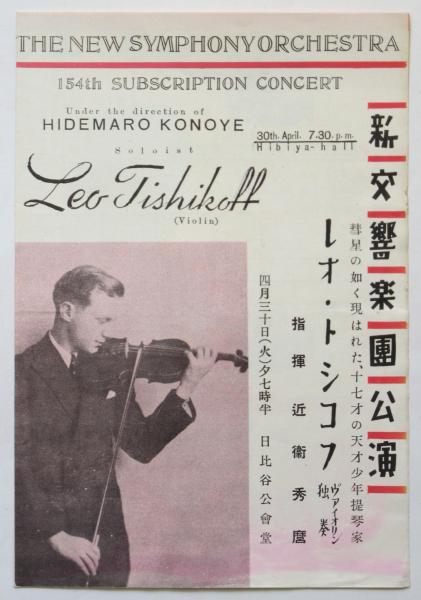 THE NEW SYMPHONY ORCHESTRA
154th SUBSCRIPTION CONCERT
Under the direction of
HIDEMARO KONOYE
30th. April. 7.30. p.m.
Hibiya-hall
Soloist
Leo Tishikoff
(Violin)
新交響楽團公演
彗星の如く現はれた、十七才の天才少年提琴家
レオ・トシコフ
ヴァイオリン
独奏
指揮 近衞秀麿
四月三十日(火)夕七時半 日比谷公會堂